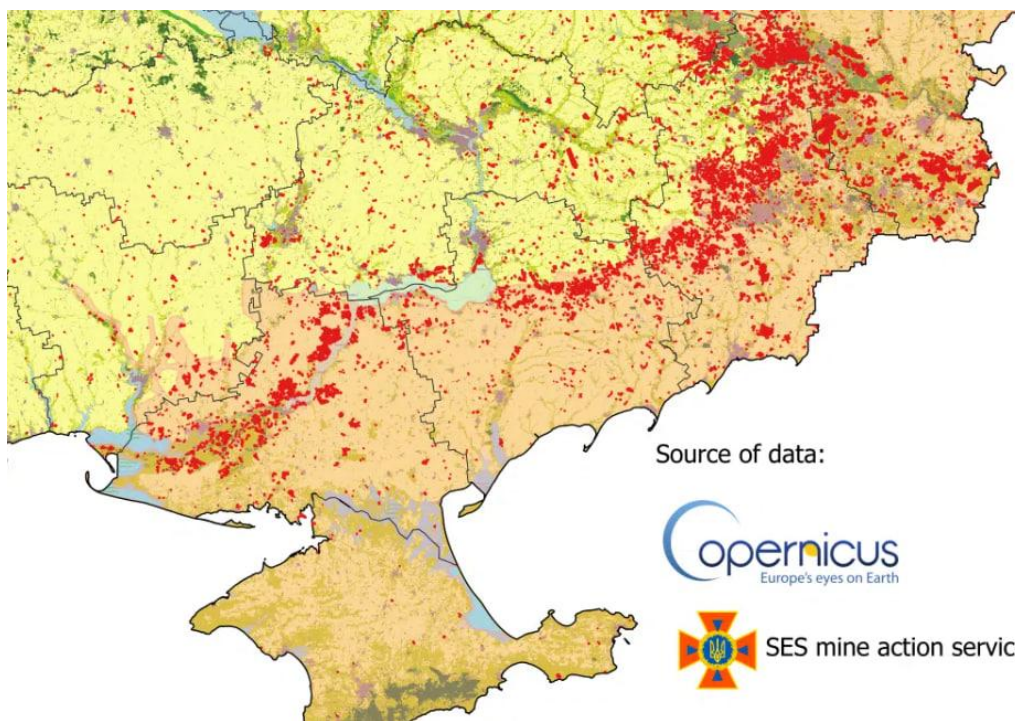 Source of data:
opernicus
Europe's eyes on Earth
SES mine action servic